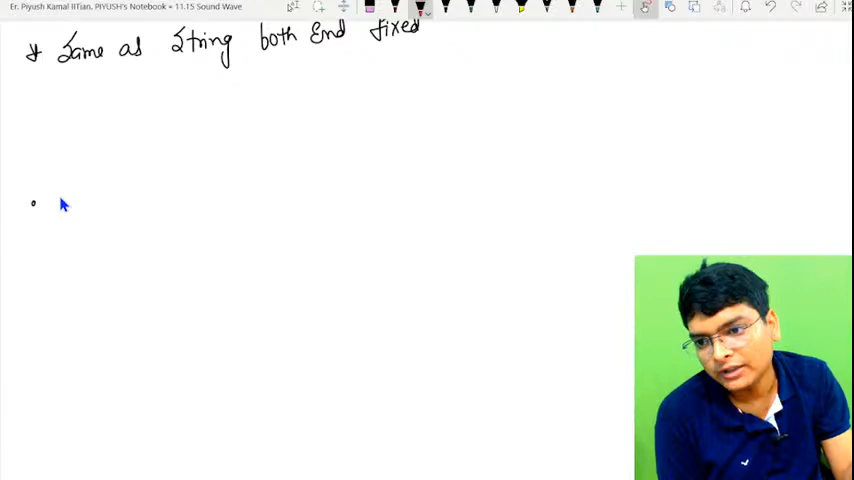 Er. Piyush Kamal IITian. PIYUSH's Notebook » 11.15 Sound Wave
* Same as String both End fixed